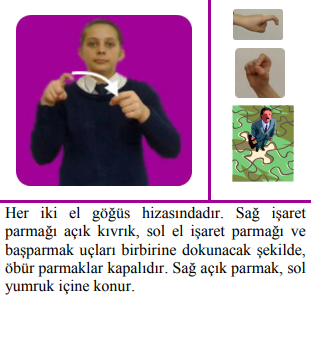 Her iki el göğüs hizasındadır. Sağ işaret
parmağı açık kıvrık, sol el işaret parmağı ve
başparmak uçları birbirine dokunacak şekilde,
öbür parmaklar kapalıdır. Sağ açık parmak, sol
yumruk içine konur.